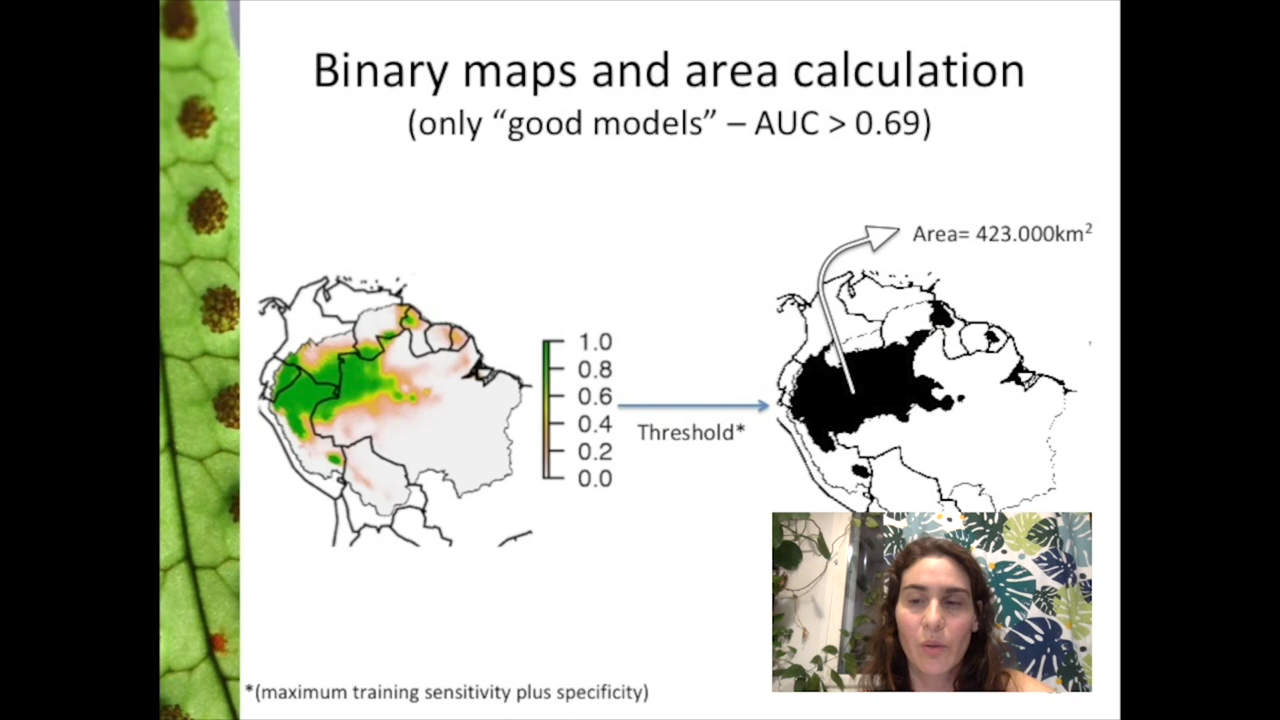 Binary maps and area calculation
(only “good models” – AUC > 0.69)
Area= 423.000km²
1.0
0.8
0.6
0.4
0.2
0.0
Threshold*
*(maximum training sensitivity plus specificity)